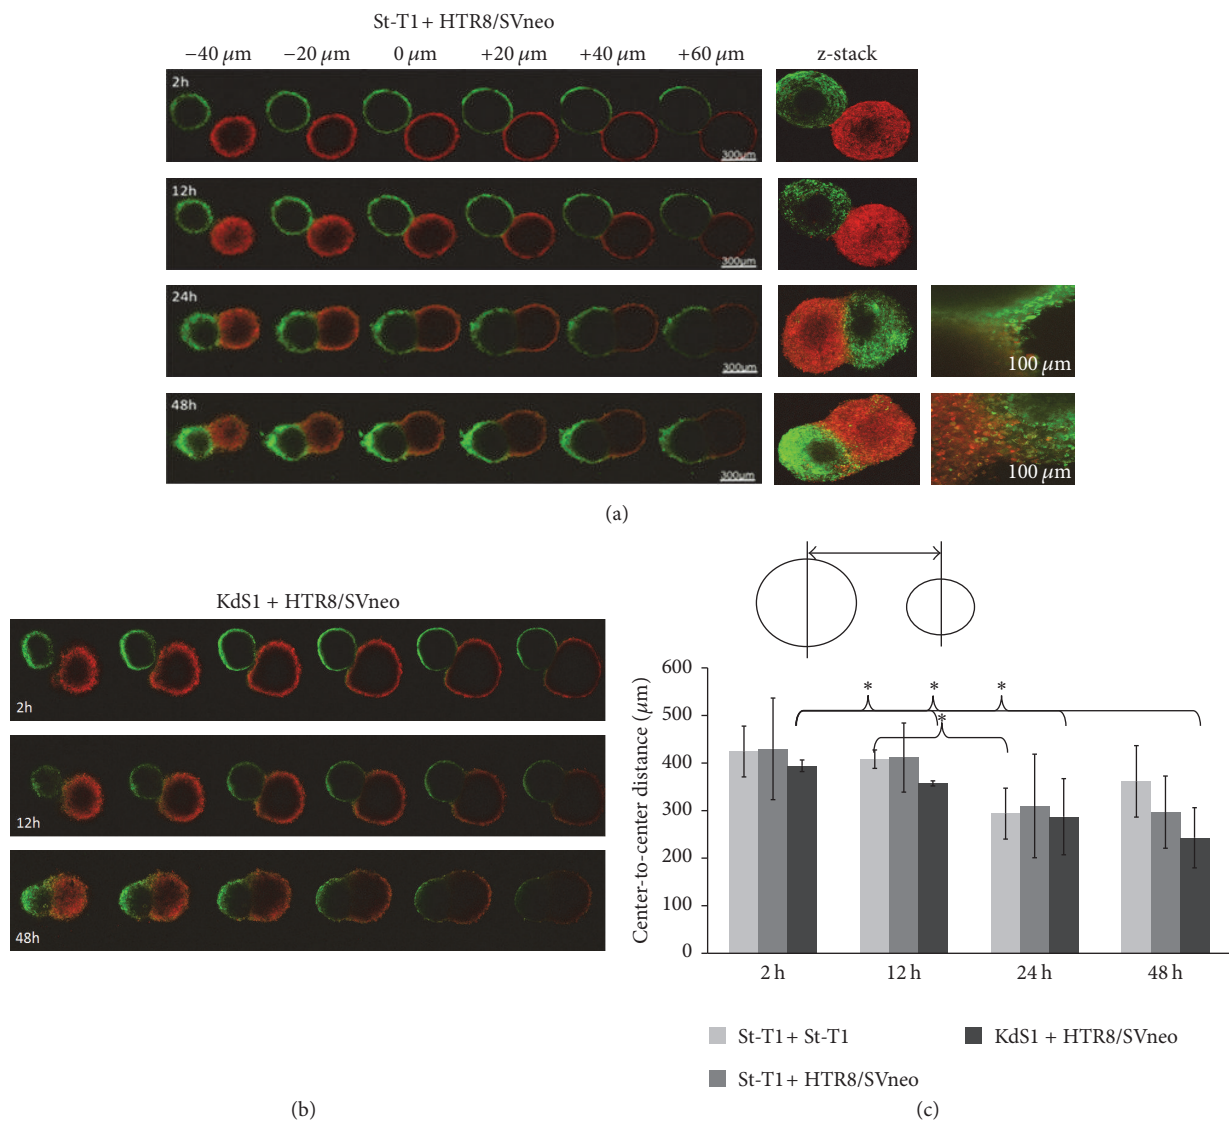 St-T1 + HTR8/SVneo
−40 μm −20 μm 0 μm +20 μm +40 μm +60 μm z-stack
2h
300μm
12h
300μm
24h
300μm
100 μm
48h
300μm
100 μm
(a)
KdS1 + HTR8/SVneo
2h
12h
48h
(b)
Center-to-center distance (μm)
600
500
400
300
200
100
0
* * *
*
2 h 12 h 24 h 48 h
St-T1 + St-T1
KdS1 + HTR8/SVneo
St-T1 + HTR8/SVneo
(c)